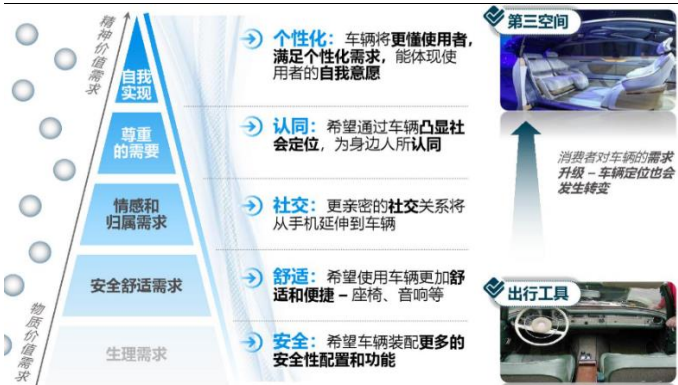 精神价值需求
物质价值需求
自我
实现
尊重
的需要
情感和
归属需求
安全舒适需求
生理需求
个性化：车辆将更懂使用者，
满足个性化需求，能体现使
用者的自我意愿
认同：希望通过车辆凸显社
会定位，为身边人所认同
社交：更亲密的社交关系将
从手机延伸到车辆
舒适：希望使用车辆更加舒
适和便捷 – 座椅、音响等
安全：希望车辆装配更多的
安全性配置和功能
第三空间
消费者对车辆的需求
升级 – 车辆定位也会
发生转变
出行工具